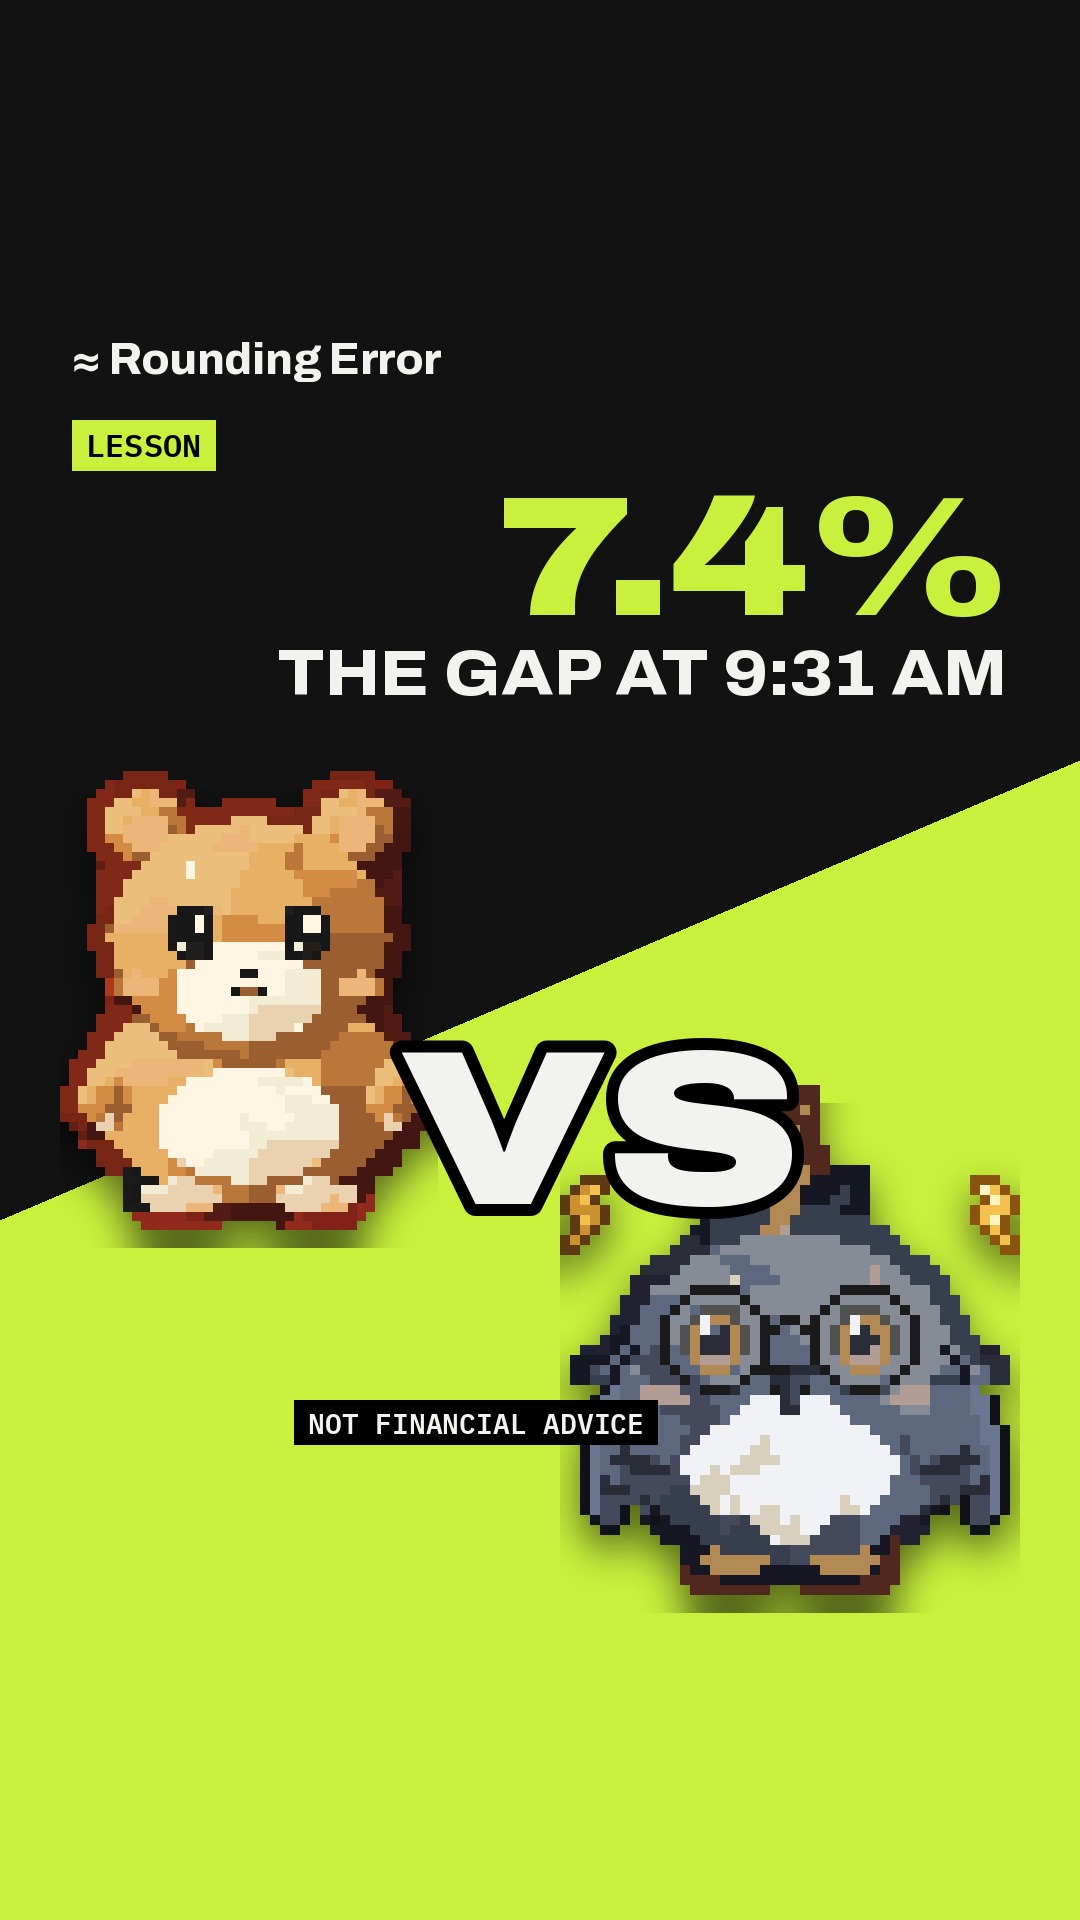 ≈ Rounding Error
LESSON
7.4%
THE GAP AT 9:31 AM
VS
NOT FINANCIAL ADVICE